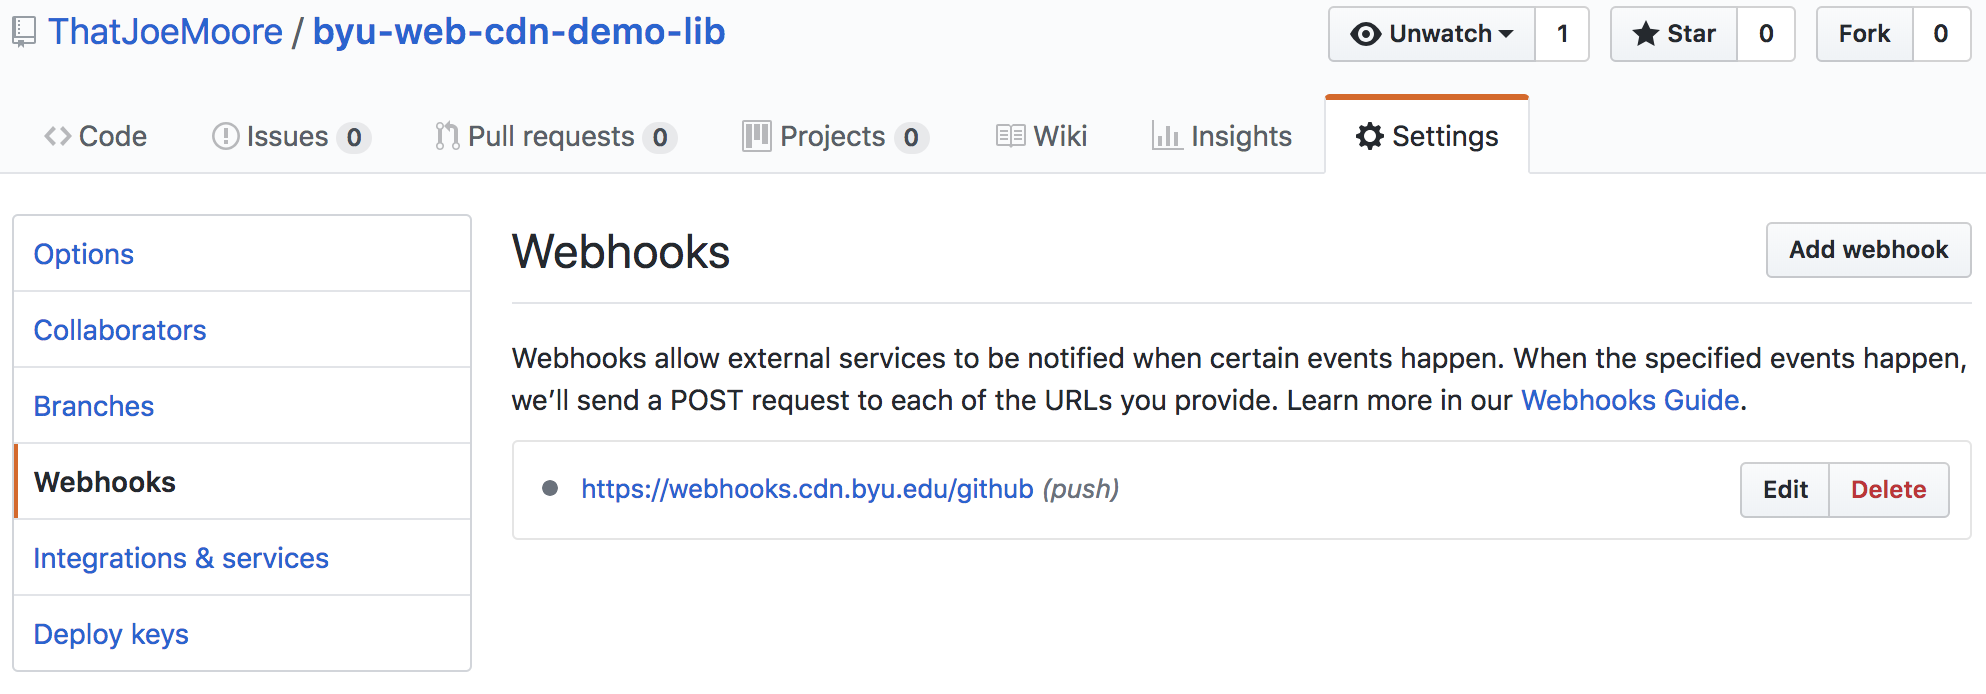 ThatJoeMoore / byu-web-cdn-demo-lib Unwatch 1 Star 0 Fork 0
Code Issues 0 Pull requests 0 Projects 0 Wiki Insights Settings
Options
Collaborators
Branches
Webhooks
Integrations & services
Deploy keys
Webhooks Add webhook
Webhooks allow external services to be notified when certain events happen. When the specified events happen,
we’ll send a POST request to each of the URLs you provide. Learn more in our Webhooks Guide.
https://webhooks.cdn.byu.edu/github (push) Edit Delete